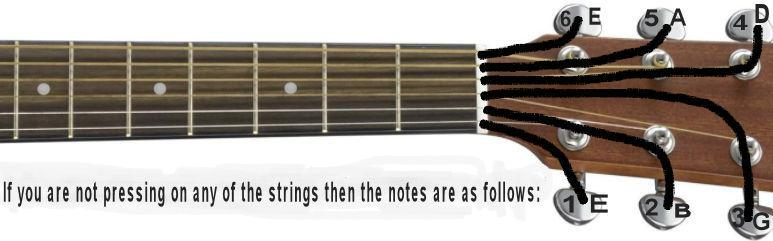 6 E 5 A 4 D
If you are not pressing on any of the strings then the notes are as follows:
1 E 2 B 3 G